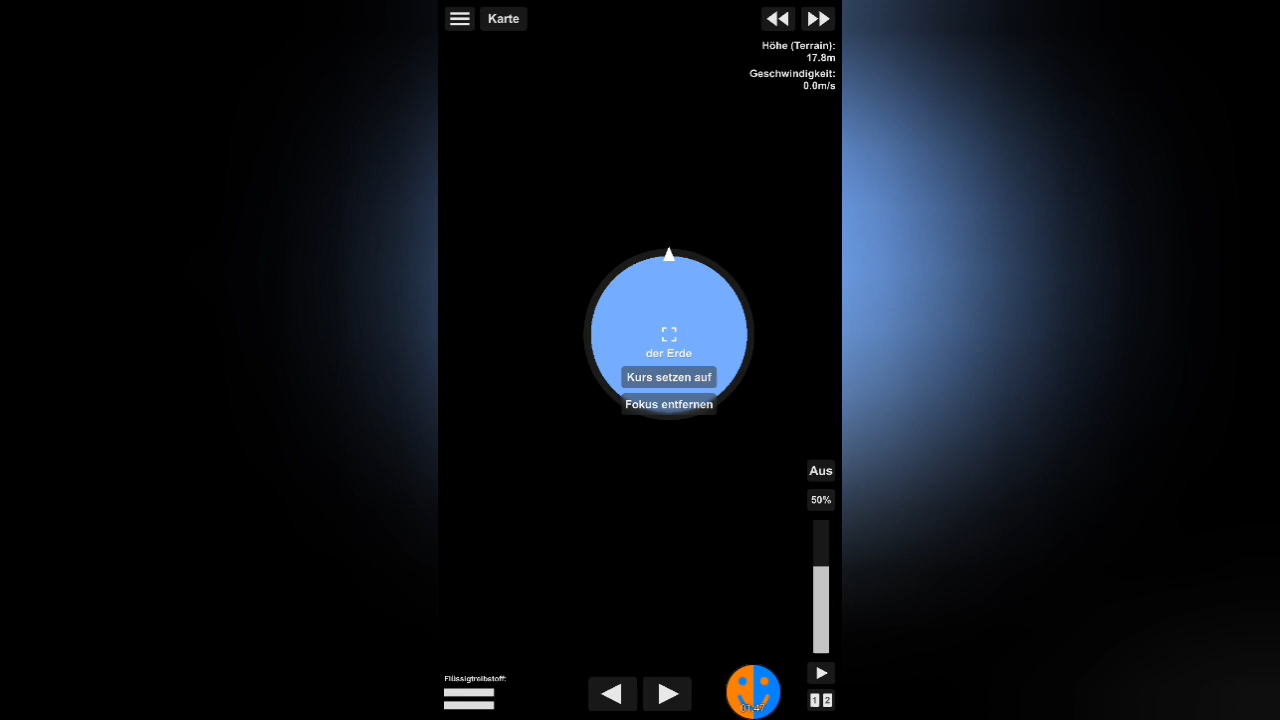 Karte
Höhe (Terrain):
17.8m
Geschwindigkeit:
0.0m/s
der Erde
Kurs setzen auf
Fokus entfernen
Aus
50%
Flüssigtreibstoff:
1 2